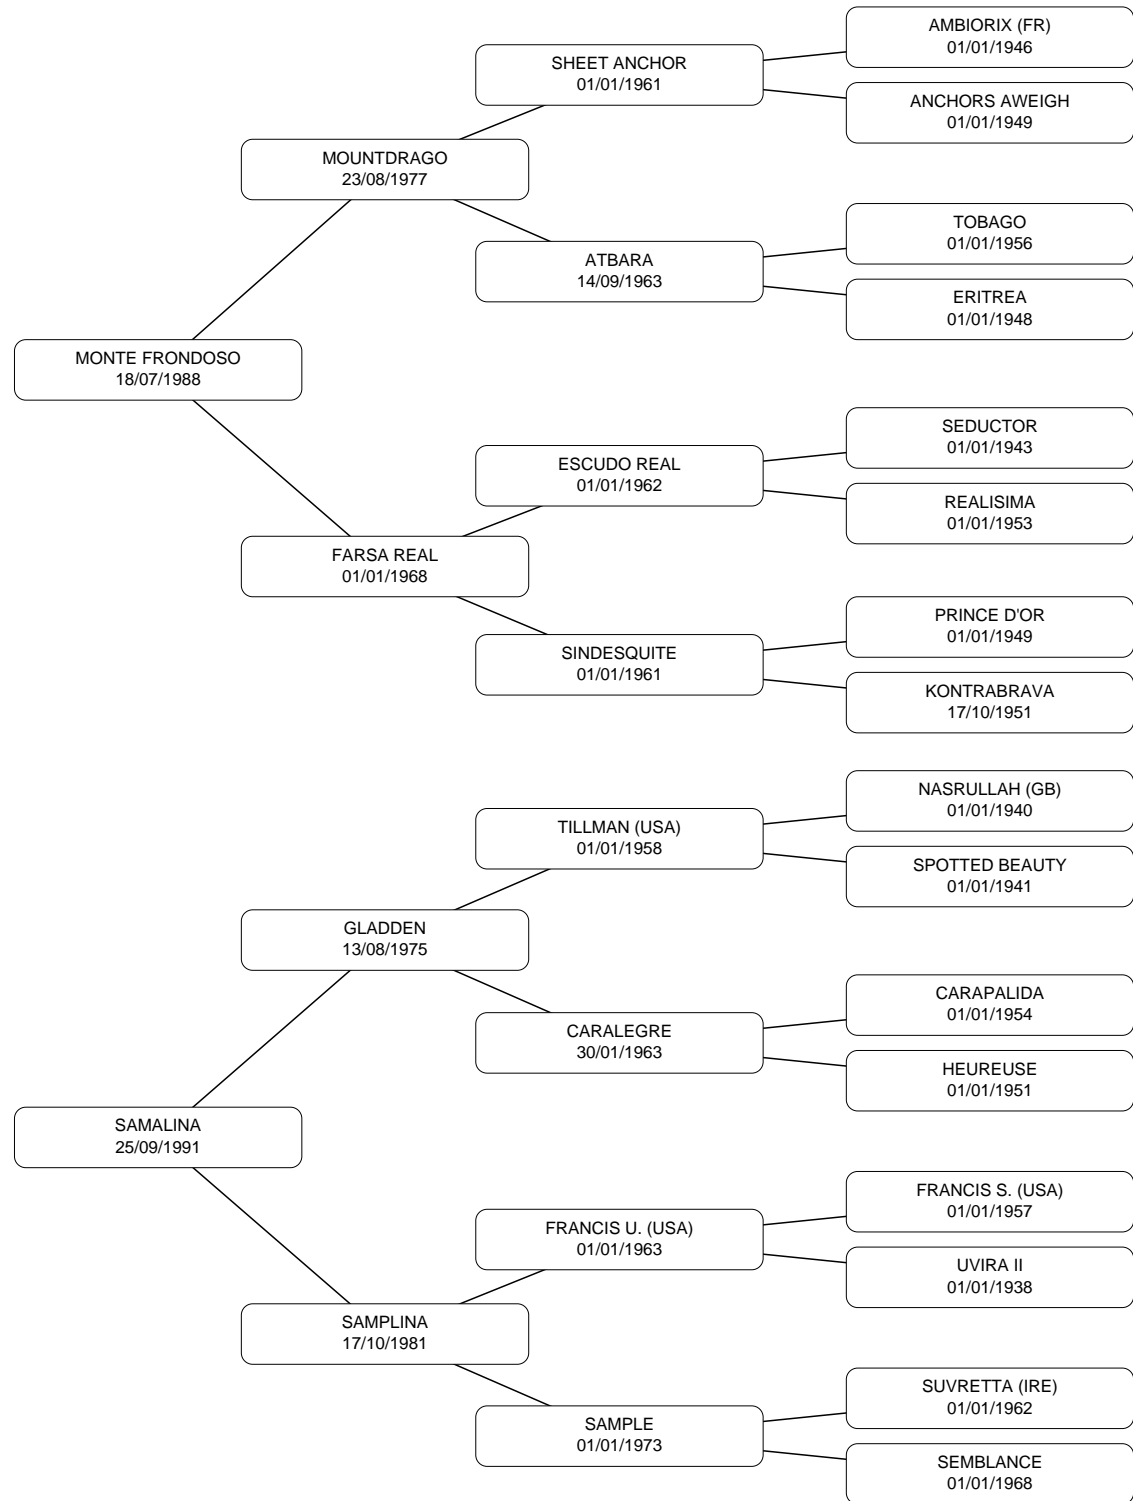 AMBIORIX (FR)
01/01/1946
SHEET ANCHOR
01/01/1961
ANCHORS AWEIGH
01/01/1949
MOUNTDRAGO
23/08/1977
TOBAGO
01/01/1956
ATBARA
14/09/1963
ERITREA
01/01/1948
MONTE FRONDOSO
18/07/1988
SEDUCTOR
01/01/1943
ESCUDO REAL
01/01/1962
REALISIMA
01/01/1953
FARSA REAL
01/01/1968
PRINCE D'OR
01/01/1949
SINDESQUITE
01/01/1961
KONTRABRAVA
17/10/1951
NASRULLAH (GB)
01/01/1940
TILLMAN (USA)
01/01/1958
SPOTTED BEAUTY
01/01/1941
GLADDEN
13/08/1975
CARAPALIDA
01/01/1954
CARALEGRE
30/01/1963
HEUREUSE
01/01/1951
SAMALINA
25/09/1991
FRANCIS S. (USA)
01/01/1957
FRANCIS U. (USA)
01/01/1963
UVIRA II
01/01/1938
SAMPLINA
17/10/1981
SUVRETTA (IRE)
01/01/1962
SAMPLE
01/01/1973
SEMBLANCE
01/01/1968